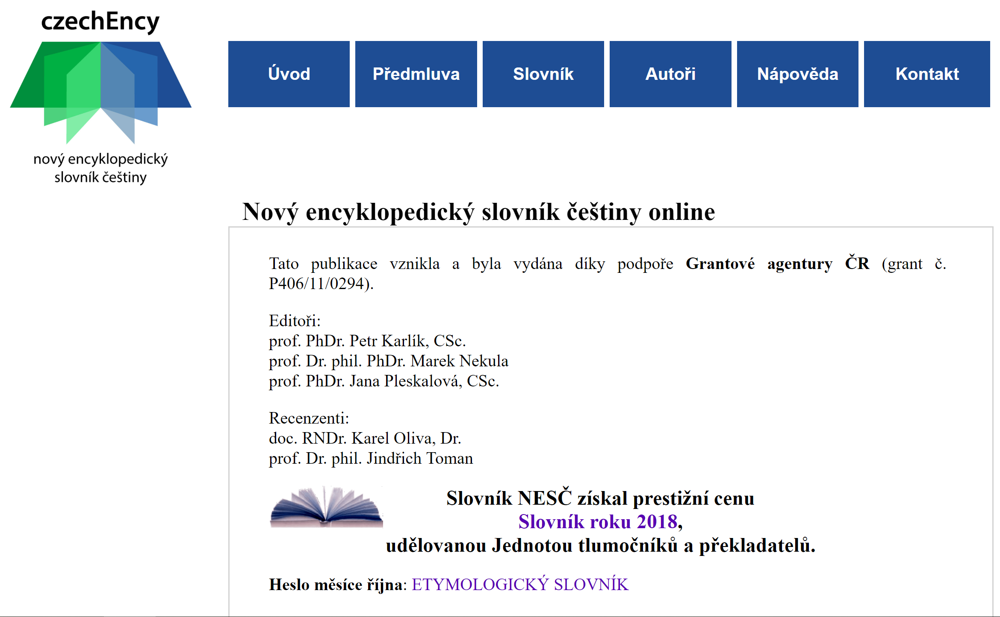 czechEncy
nový encyklopedický
slovník češtiny
Úvod
Předmluva
Slovník
Autoři
Nápověda
Kontakt
Nový encyklopedický slovník češtiny online
Tato publikace vznikla a byla vydána díky podpoře Grantové agentury ČR (grant č.
P406/11/0294).
Editoři:
prof. PhDr. Petr Karlík, CSc.
prof. Dr. phil. PhDr. Marek Nekula
prof. PhDr. Jana Pleskalová, CSc.
Recenzenti:
doc. RNDr. Karel Oliva, Dr.
prof. Dr. phil. Jindřich Toman
Slovník NESČ získal prestižní cenu
Slovník roku 2018,
udělovanou Jednotou tlumočníků a překladatelů.
Heslo měsíce října: ETYMOLOGICKÝ SLOVNÍK